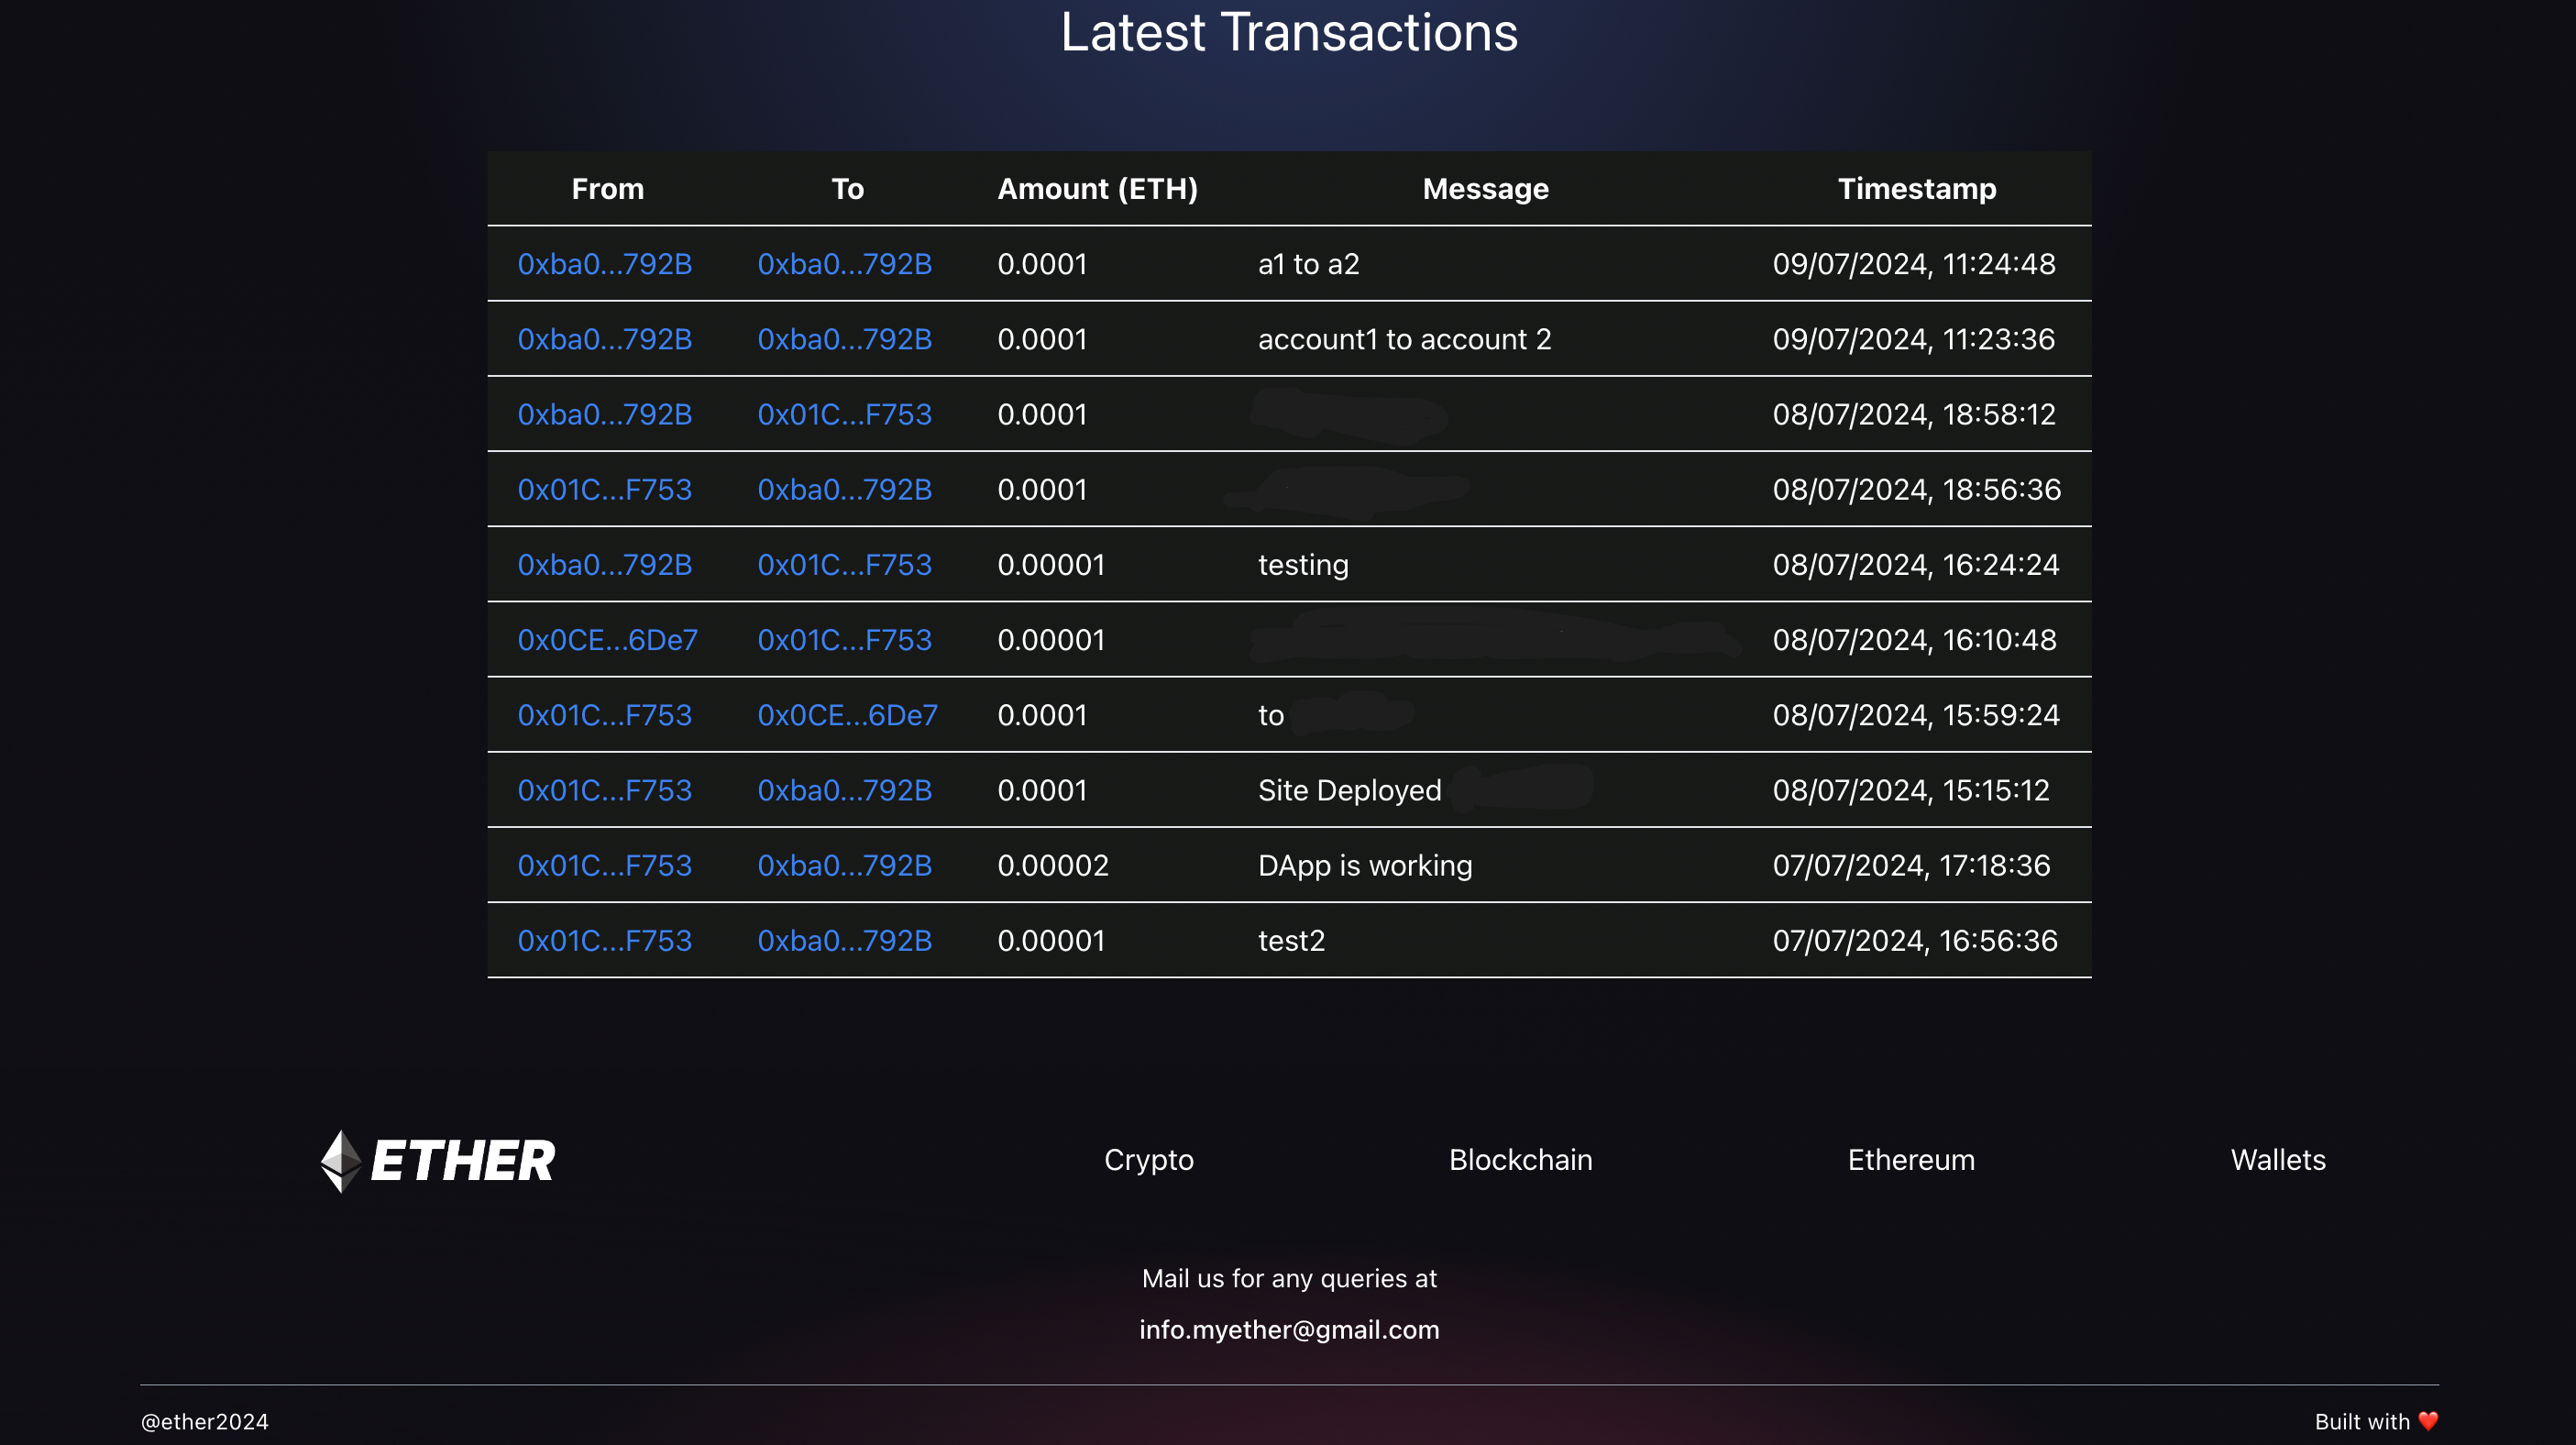 Latest Transactions
From To Amount (ETH) Message Timestamp
0xba0...792B 0xba0...792B 0.0001 a1 to a2 09/07/2024, 11:24:48
0xba0...792B 0xba0...792B 0.0001 account1 to account 2 09/07/2024, 11:23:36
0xba0...792B 0x01C...F753 0.0001 08/07/2024, 18:58:12
0x01C...F753 0xba0...792B 0.0001 08/07/2024, 18:56:36
0xba0...792B 0x01C...F753 0.00001 testing 08/07/2024, 16:24:24
0x0CE...6De7 0x01C...F753 0.00001 08/07/2024, 16:10:48
0x01C...F753 0x0CE...6De7 0.0001 to 08/07/2024, 15:59:24
0x01C...F753 0xba0...792B 0.0001 Site Deployed 08/07/2024, 15:15:12
0x01C...F753 0xba0...792B 0.00002 DApp is working 07/07/2024, 17:18:36
0x01C...F753 0xba0...792B 0.00001 test2 07/07/2024, 16:56:36
ETHER Crypto Blockchain Ethereum Wallets
Mail us for any queries at
info.myether@gmail.com
@ether2024 Built with ❤️